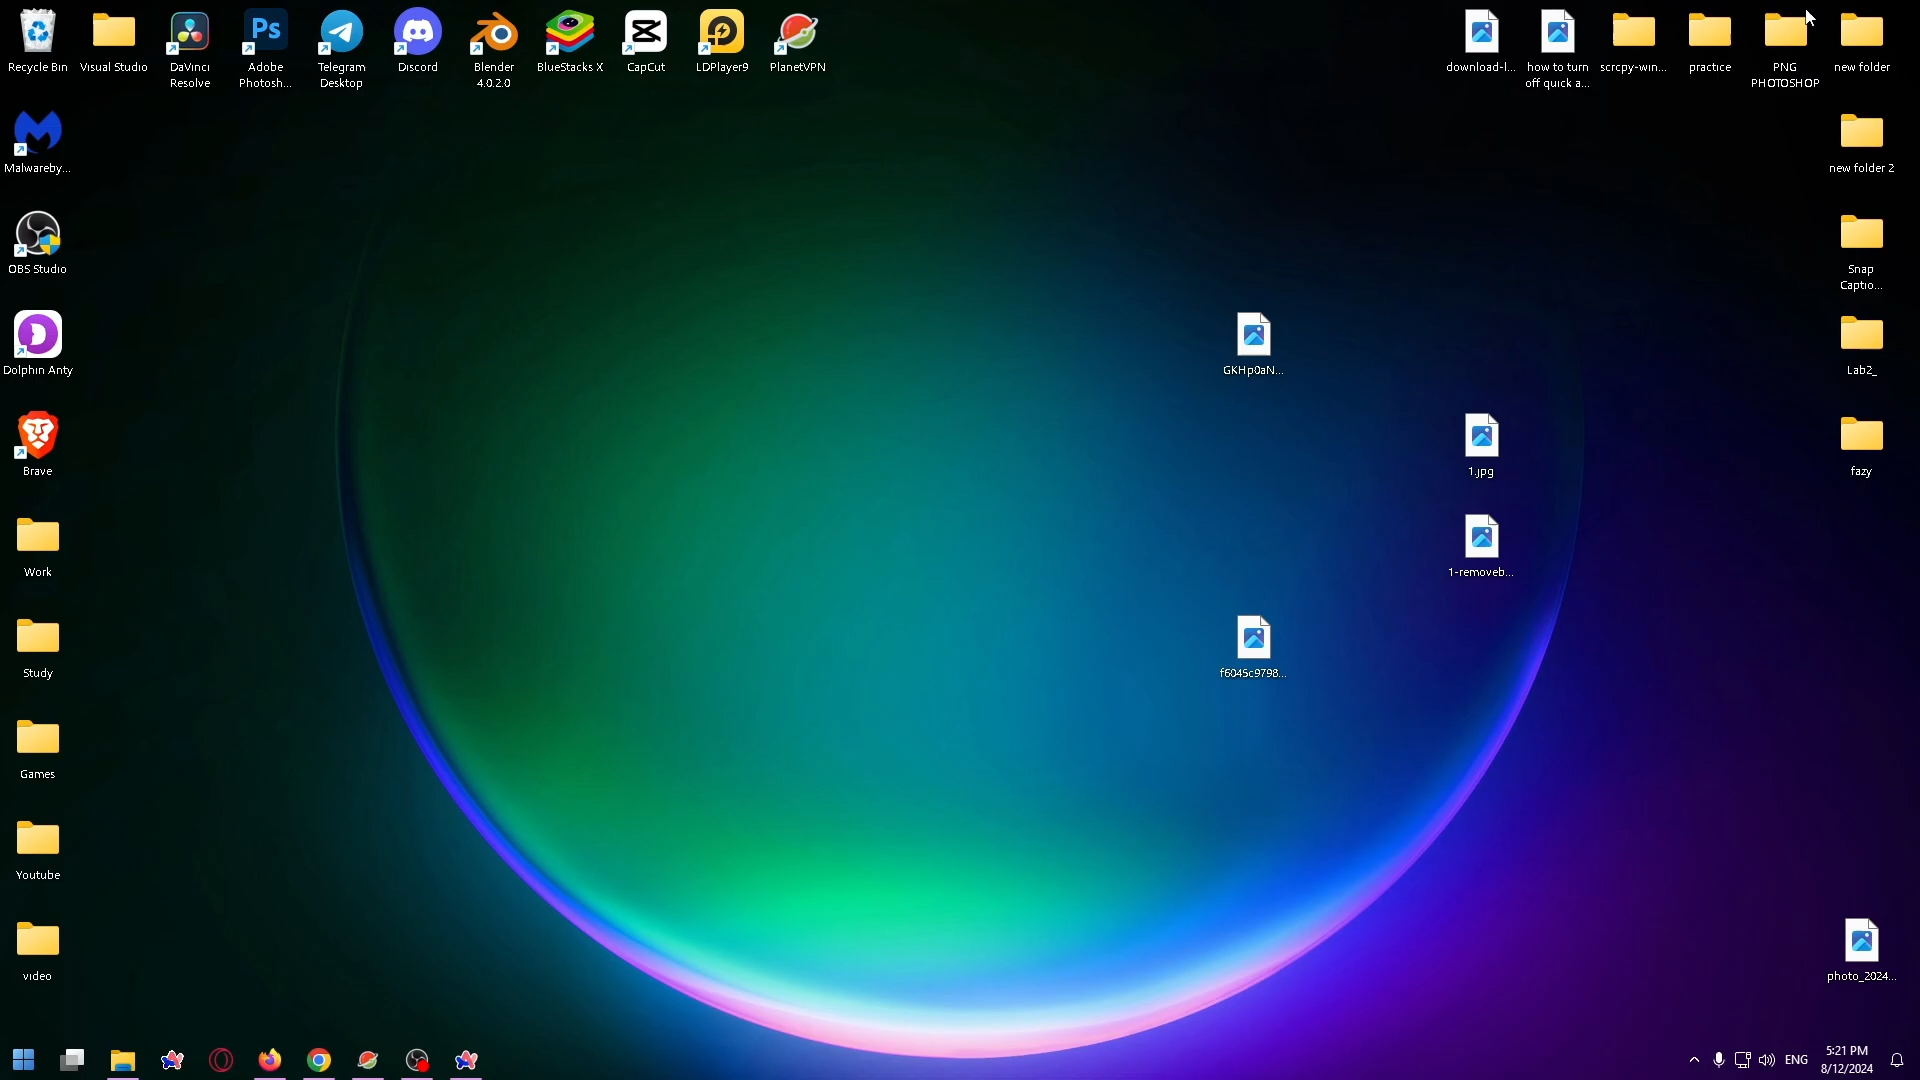 Recycle Bin
Visual Studio
DaVinci
Resolve
Adobe
Photosh...
Telegram
Desktop
Discord
Blender
4.0.2.0
BlueStacks X
CapCut
LDPlayer9
PlanetVPN
download-l...
how to turn
off quick a...
scrcpy-win...
practice
PNG
PHOTOSHOP
new folder
Malwareby...
new folder 2
OBS Studio
Snap
Captio...
Dolphin Anty
GKHp0aN...
Lab2_
Brave
1.jpg
fazy
Work
1-removeb...
Study
f6045c9798...
Games
Youtube
video
photo_2024...
Ps
ENG
5:21 PM
8/12/2024